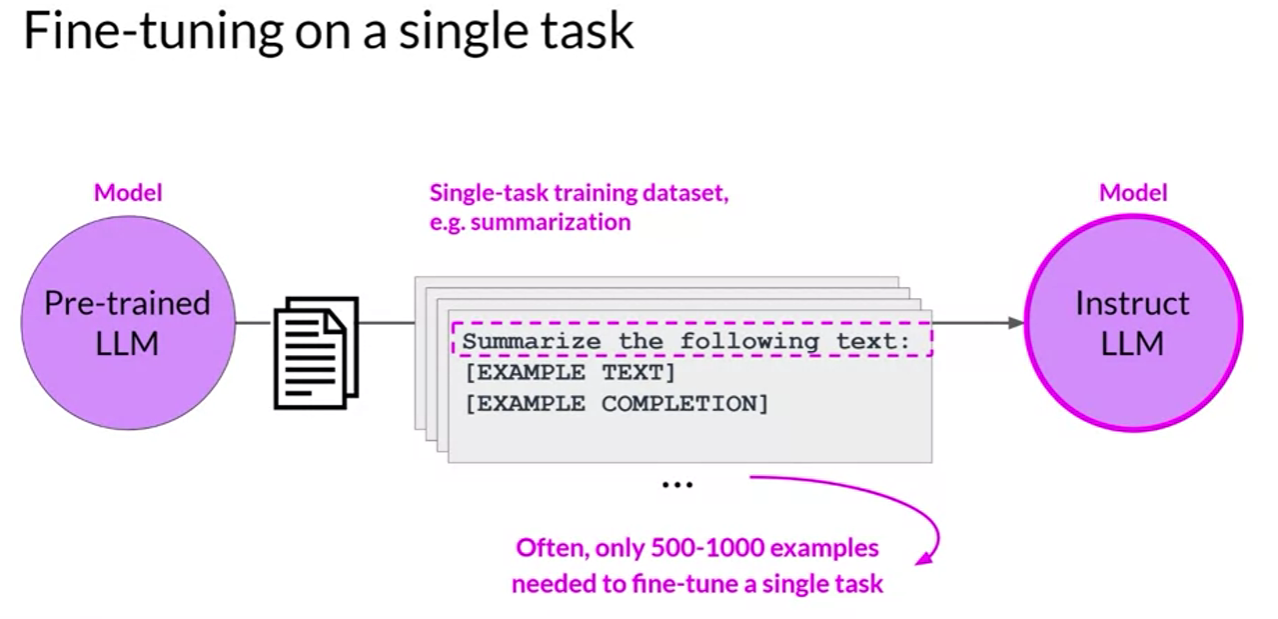 Fine-tuning on a single task
Model
Single-task training dataset,
e.g. summarization
Model
Pre-trained
LLM
Summarize the following text:
[EXAMPLE TEXT]
[EXAMPLE COMPLETION]
...
Instruct
LLM
Often, only 500-1000 examples
needed to fine-tune a single task